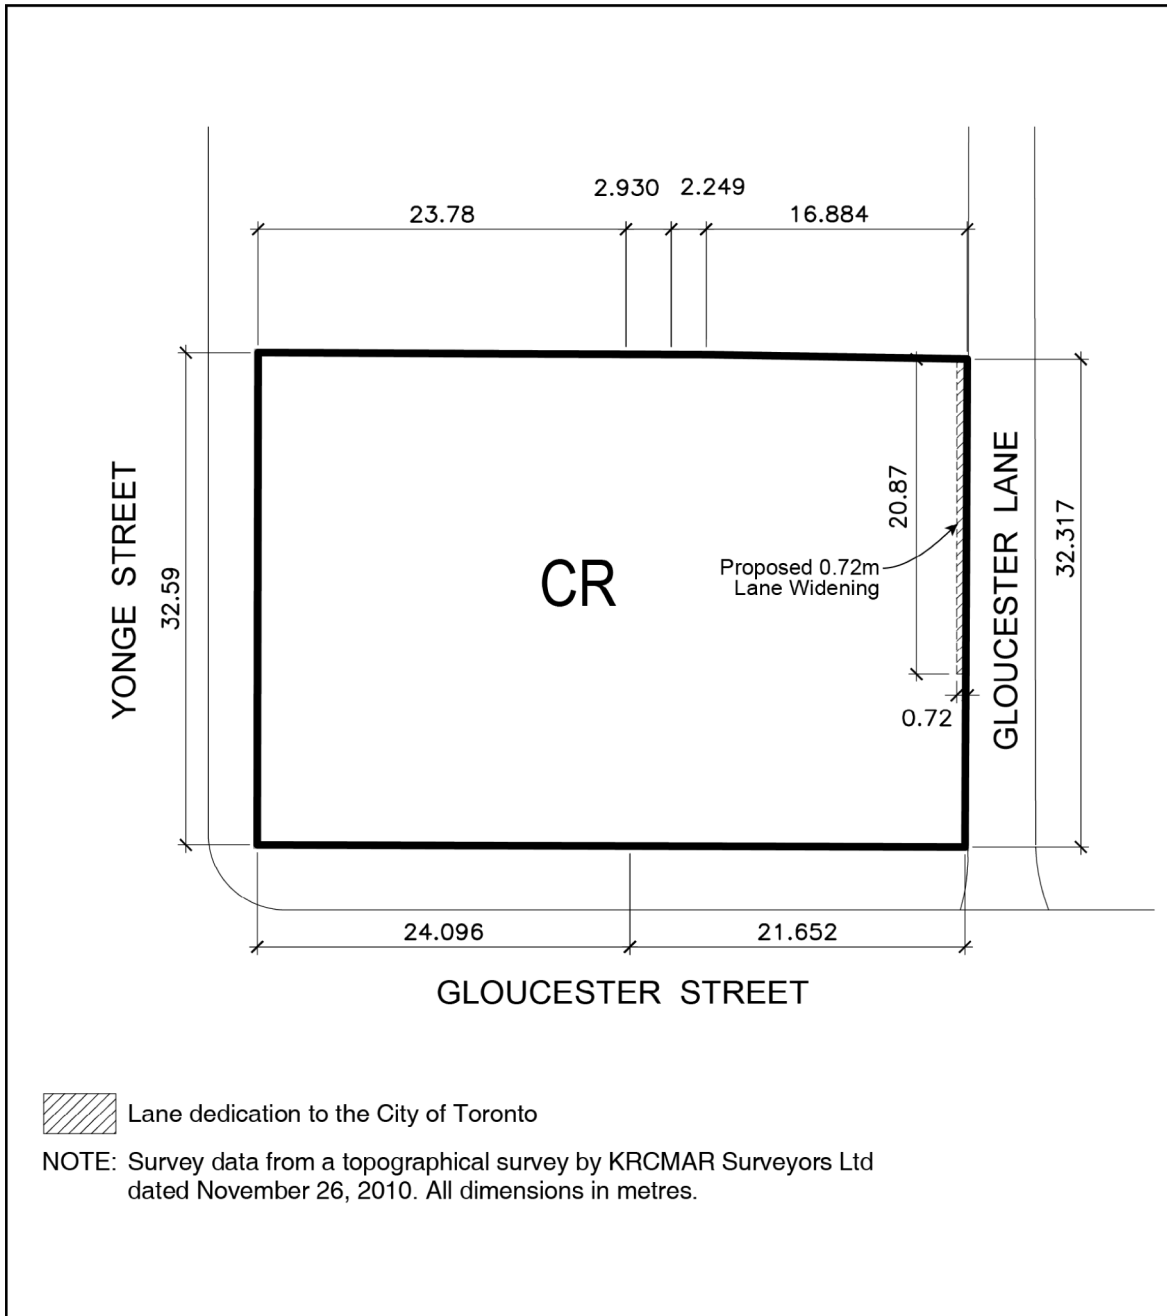 2.930
2.249
23.78
16.884
YONGE STREET
32.59
CR
20.87
Proposed 0.72m
Lane Widening
0.72
GLOUCESTER LANE
32.317
24.096
21.652
GLOUCESTER STREET
Lane dedication to the City of Toronto
NOTE: Survey data from a topographical survey by KRCMAR Surveyors Ltd
dated November 26, 2010. All dimensions in metres.